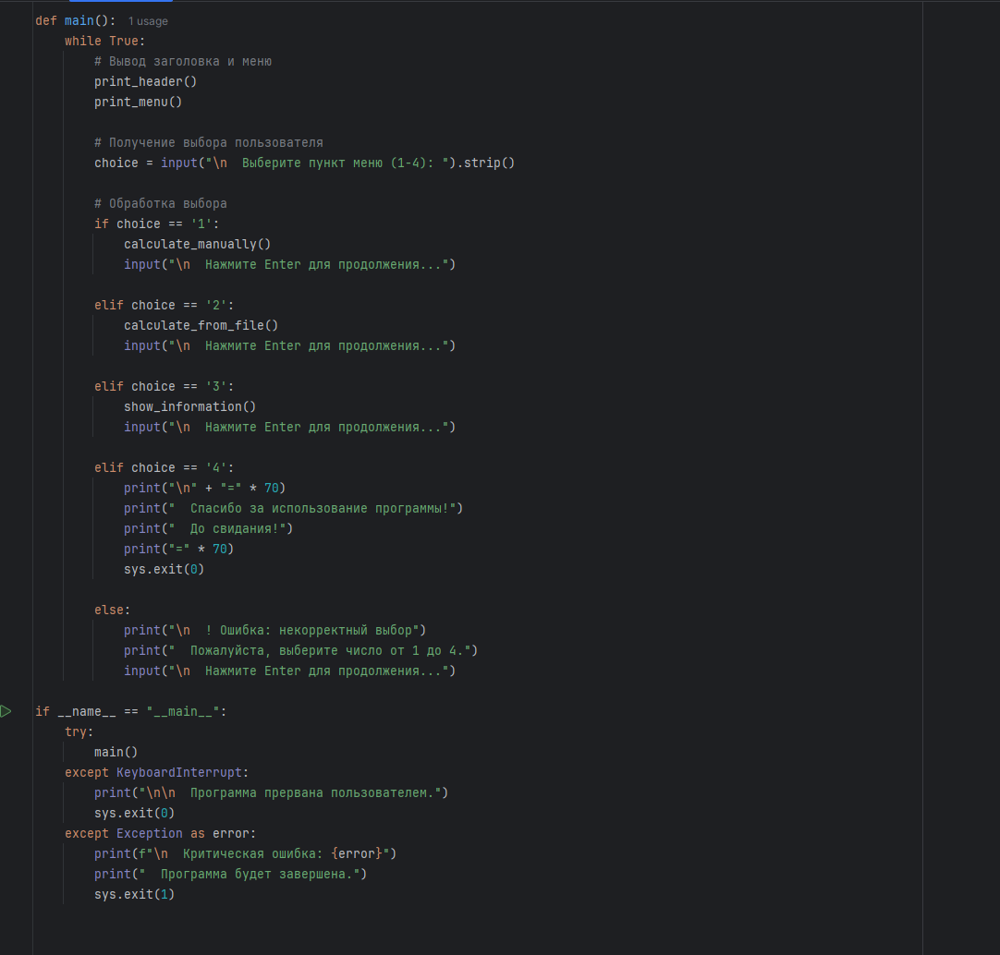 def main():  1 usage
    while True:
        # Вывод заголовка и меню
        print_header()
        print_menu()

        # Получение выбора пользователя
        choice = input("\n  Выберите пункт меню (1-4): ").strip()

        # Обработка выбора
        if choice == '1':
            calculate_manually()
            input("\n  Нажмите Enter для продолжения...")

        elif choice == '2':
            calculate_from_file()
            input("\n  Нажмите Enter для продолжения...")

        elif choice == '3':
            show_information()
            input("\n  Нажмите Enter для продолжения...")

        elif choice == '4':
            print("\n" + "=" * 70)
            print("  Спасибо за использование программы!")
            print("  До свидания!")
            print("=" * 70)
            sys.exit(0)

        else:
            print("\n  ! Ошибка: некорректный выбор")
            print("  Пожалуйста, выберите число от 1 до 4.")
            input("\n  Нажмите Enter для продолжения...")

if __name__ == "__main__":
    try:
        main()
    except KeyboardInterrupt:
        print("\n\n  Программа прервана пользователем.")
        sys.exit(0)
    except Exception as error:
        print(f"\n  Критическая ошибка: {error}")
        print("  Программа будет завершена.")
        sys.exit(1)